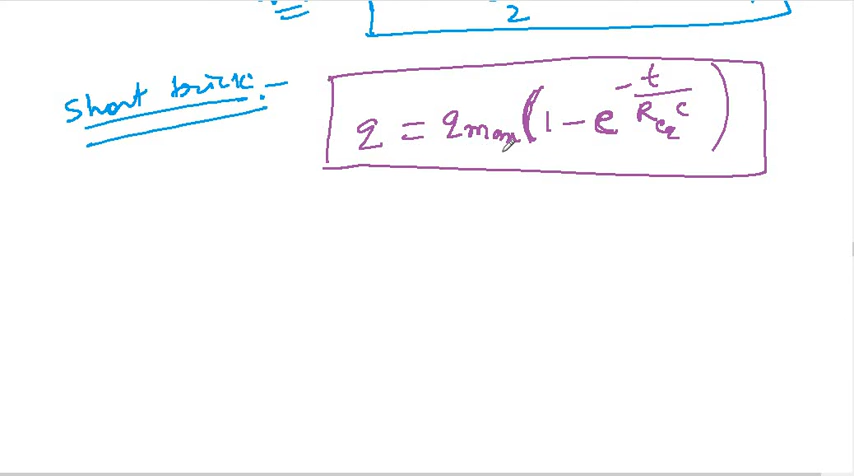 2
Short trick :-
q = qmax (1 - e^(-t/(Req C)))